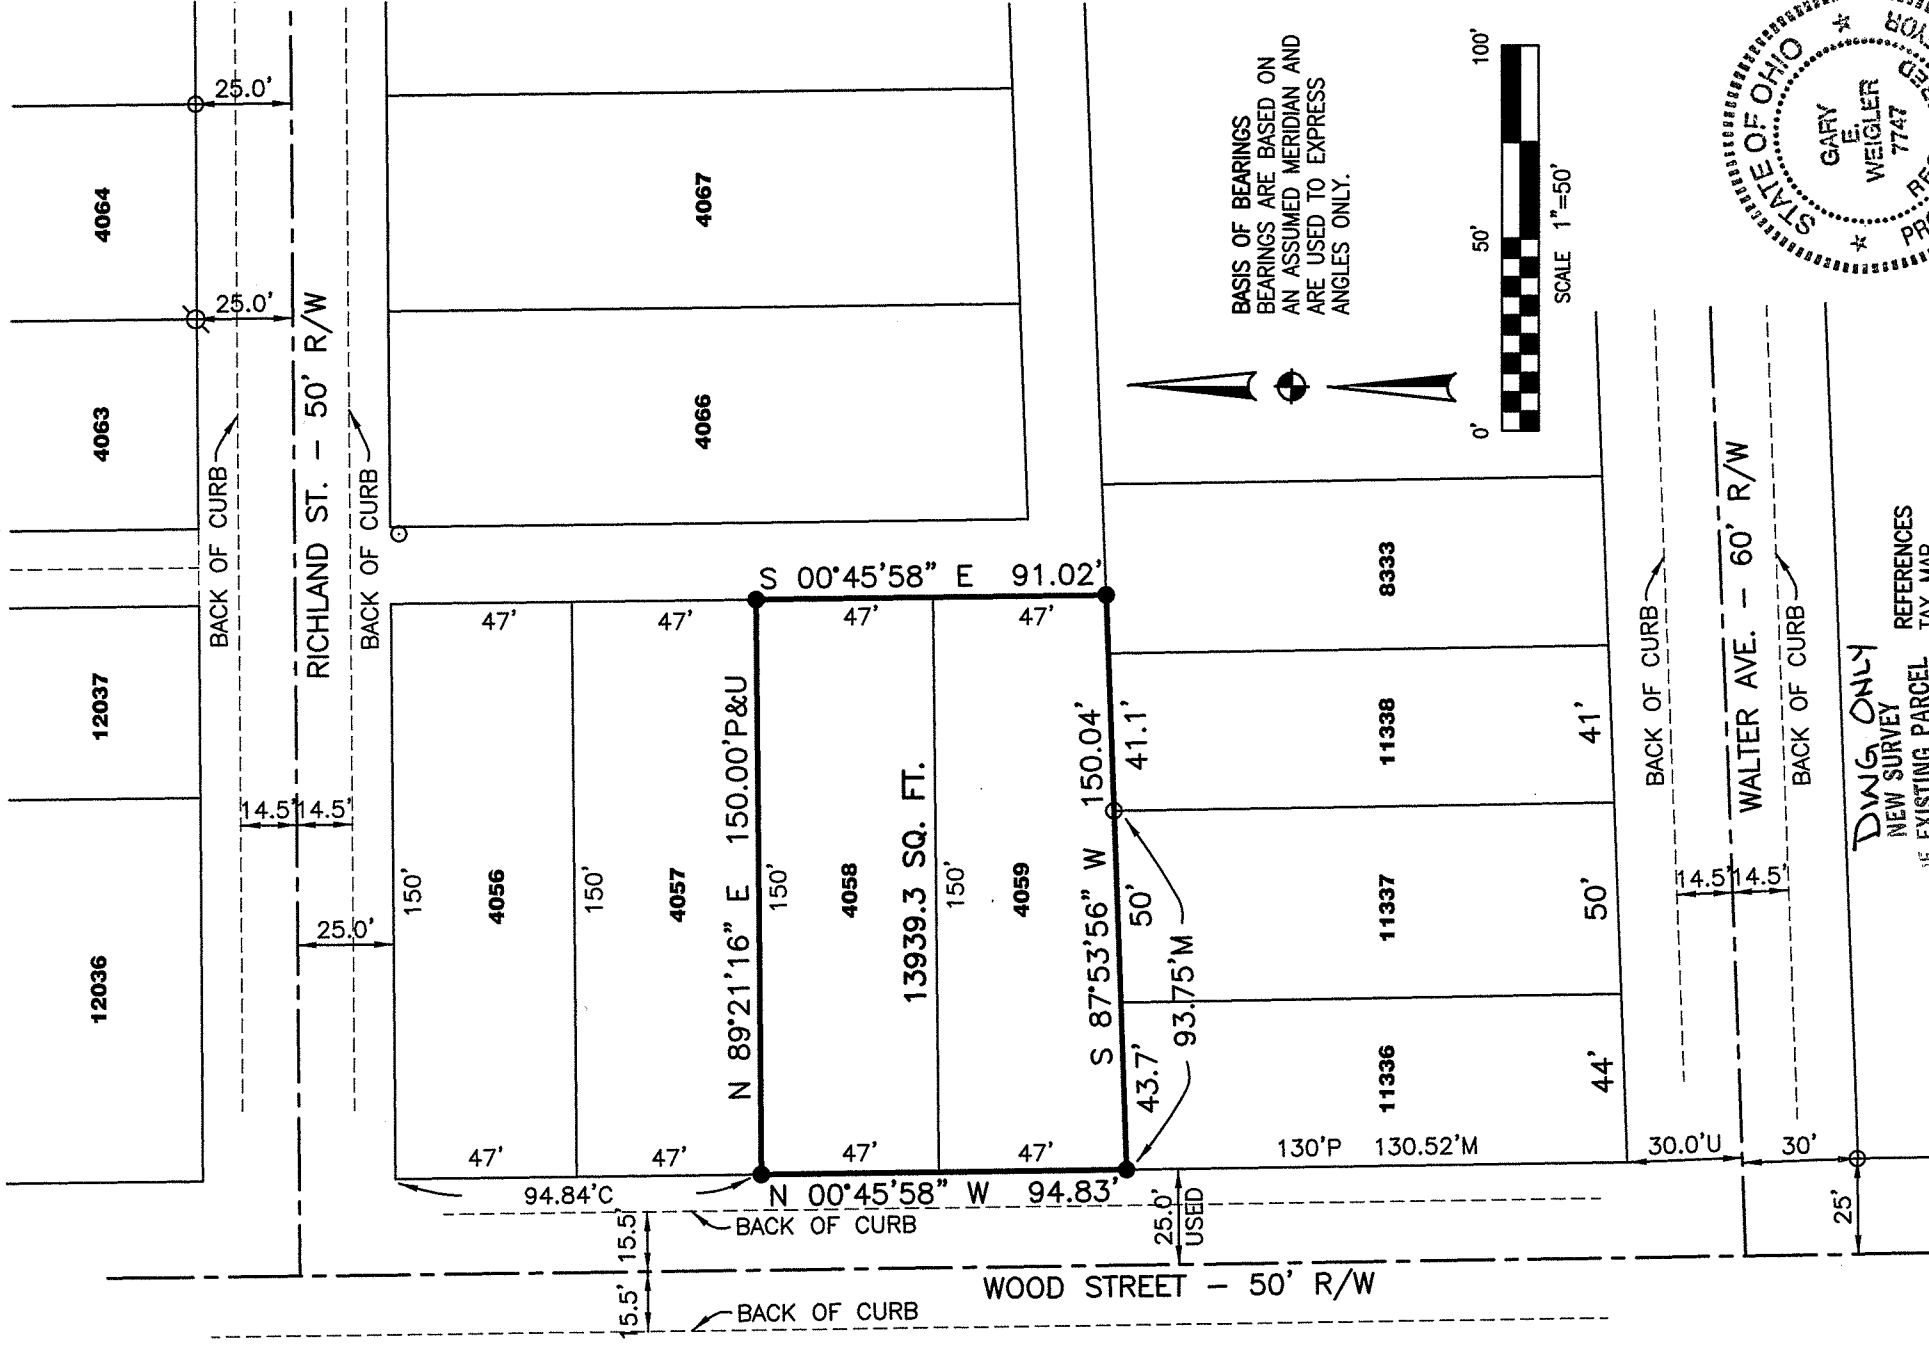 4064
4063
12037
12036
25.0'
25.0'
BACK OF CURB
RICHLAND ST. – 50' R/W
BACK OF CURB
14.5'
14.5'
25.0'
4067
4066
47'
47'
150'
4056
150'
4057
47'
47'
94.84'C
S 00°45'58" E 91.02'
N 89°21'16" E 150.00'P&U
47'
47'
150'
4058
13939.3 SQ. FT.
150'
4059
S 87°53'56" W 150.04'
47'
47'
N 00°45'58" W 94.83'
BACK OF CURB
15.5'
15.5'
BACK OF CURB
WOOD STREET – 50' R/W
25.0'
USED
43.7'
50'
41.1'
93.75'M
11336
11337
11338
8333
44'
50'
41'
130'P 130.52'M
30.0'U
30'
25'
BACK OF CURB
WALTER AVE. – 60' R/W
BACK OF CURB
14.5'
14.5'
BASIS OF BEARINGS
BEARINGS ARE BASED ON
AN ASSUMED MERIDIAN AND
ARE USED TO EXPRESS
ANGLES ONLY.
0'
50'
100'
SCALE 1"=50'
STATE OF OHIO
GARY
E.
WEIGLER
7747
DWG ONLY
NEW SURVEY
EXISTING PARCEL
REFERENCES
TAX MAP